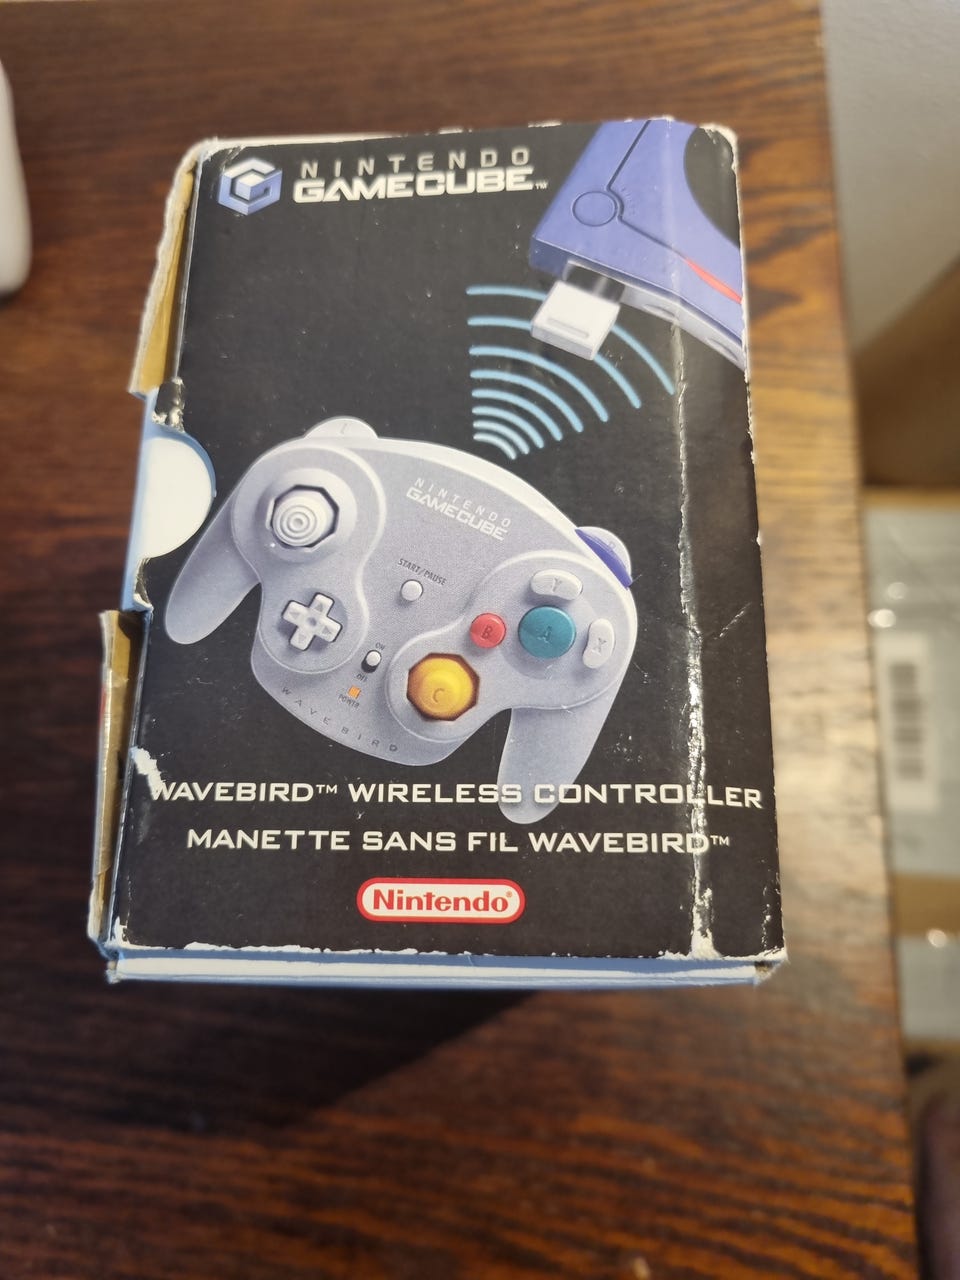 NINTENDO
GAMECUBE™
L
NINTENDO
GAMECUBE
START/PAUSE
Y
B
A
X
ON
OFF
POWER
C
WAVEBIRD
WAVEBIRD™ WIRELESS CONTROLLER
MANETTE SANS FIL WAVEBIRD™
Nintendo®